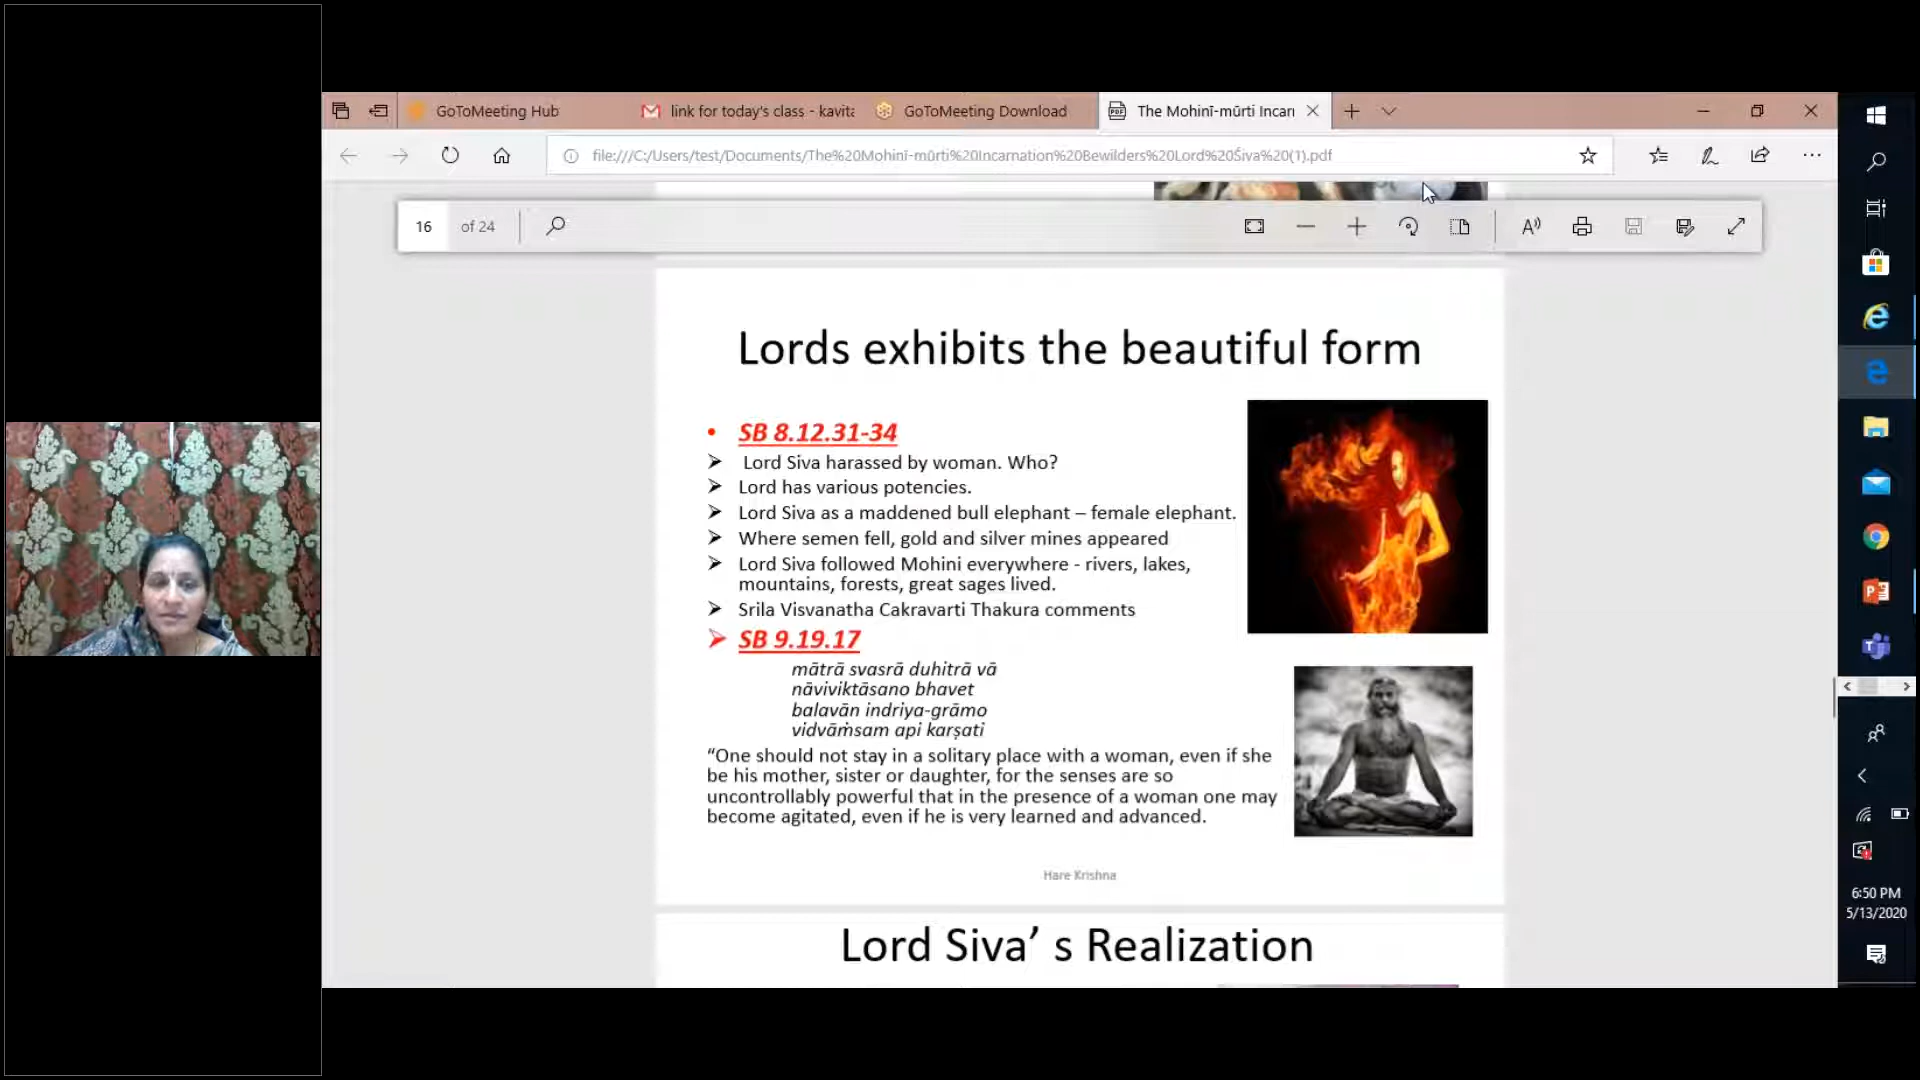 GoToMeeting Hub
link for today's class - kavita
GoToMeeting Download
The Mohinī-mūrti Incarr
file:///C:/Users/test/Documents/The%20Mohinī-mūrti%20Incarnation%20Bewilders%20Lord%20Śiva%20(1).pdf
16 of 24
Lords exhibits the beautiful form
• SB 8.12.31-34
➢ Lord Siva harassed by woman. Who?
➢ Lord has various potencies.
➢ Lord Siva as a maddened bull elephant – female elephant.
➢ Where semen fell, gold and silver mines appeared
➢ Lord Siva followed Mohini everywhere - rivers, lakes,
mountains, forests, great sages lived.
➢ Srila Visvanatha Cakravarti Thakura comments
➢ SB 9.19.17
mātrā svasrā duhitrā vā
nāviviktāsano bhavet
balavān indriya-grāmo
vidvāṁsam api karṣati
“One should not stay in a solitary place with a woman, even if she
be his mother, sister or daughter, for the senses are so
uncontrollably powerful that in the presence of a woman one may
become agitated, even if he is very learned and advanced.
Hare Krishna
Lord Siva’ s Realization
6:50 PM
5/13/2020